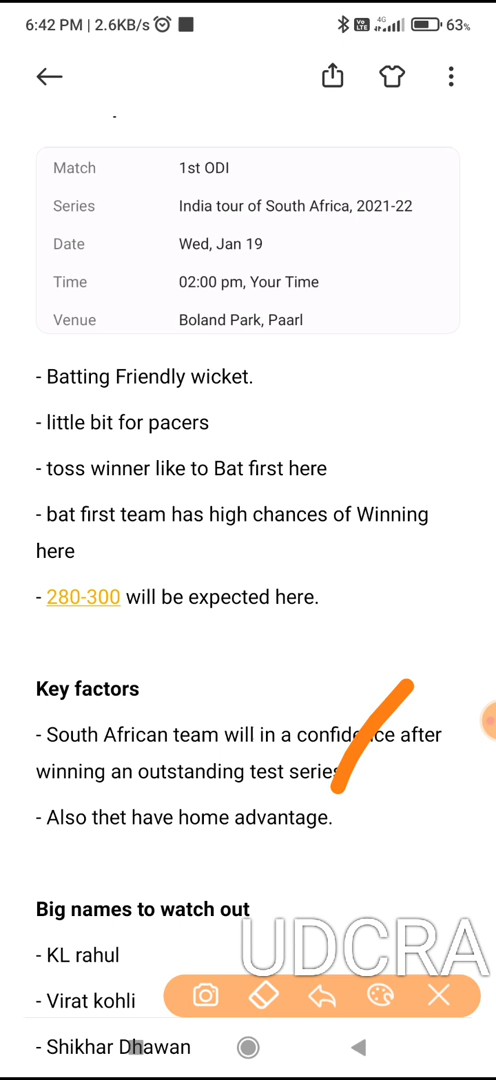 6:42 PM | 2.6KB/s
Vo LTE 4G 63%
Match 1st ODI
Series India tour of South Africa, 2021-22
Date Wed, Jan 19
Time 02:00 pm, Your Time
Venue Boland Park, Paarl
- Batting Friendly wicket.
- little bit for pacers
- toss winner like to Bat first here
- bat first team has high chances of Winning
here
- 280-300 will be expected here.
Key factors
- South African team will in a confidence after
winning an outstanding test series
- Also thet have home advantage.
Big names to watch out
UDCRA
- KL rahul
- Virat kohli
- Shikhar Dhawan